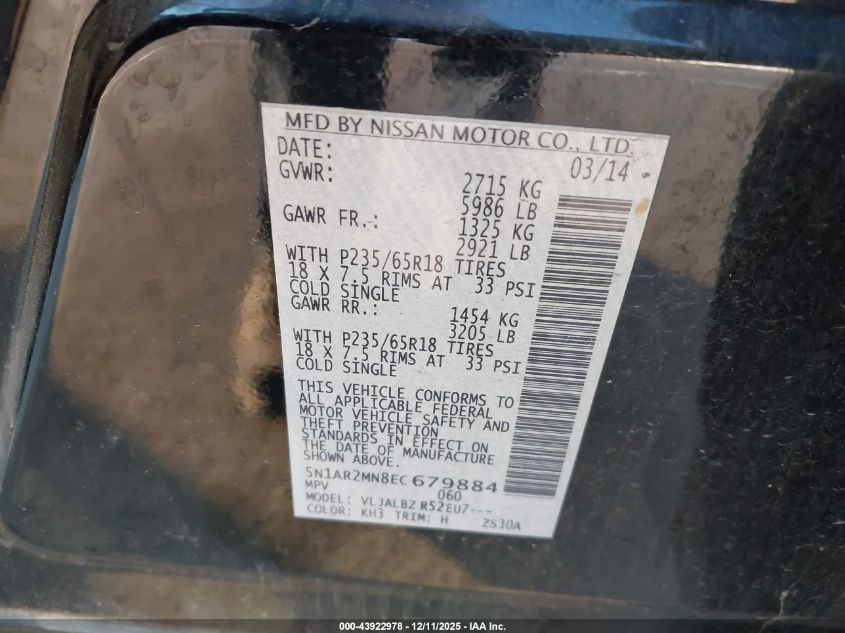 MFD BY NISSAN MOTOR CO., LTD.
DATE: 03/14
GVWR: 2715 KG
5986 LB
GAWR FR.: 1325 KG
2921 LB
WITH P235/65R18 TIRES
18 X 7.5 RIMS AT 33 PSI
COLD SINGLE
GAWR RR.: 1454 KG
3205 LB
WITH P235/65R18 TIRES
18 X 7.5 RIMS AT 33 PSI
COLD SINGLE
THIS VEHICLE CONFORMS TO
ALL APPLICABLE FEDERAL
MOTOR VEHICLE SAFETY AND
THEFT PREVENTION
STANDARDS IN EFFECT ON
THE DATE OF MANUFACTURE
SHOWN ABOVE.
5N1AR2MN8EC679884
MPV 060
MODEL: VLJALBZ R52EU7---
COLOR: KH3 TRIM: H ZS30A
000-43922978 - 12/11/2025 - IAA Inc.